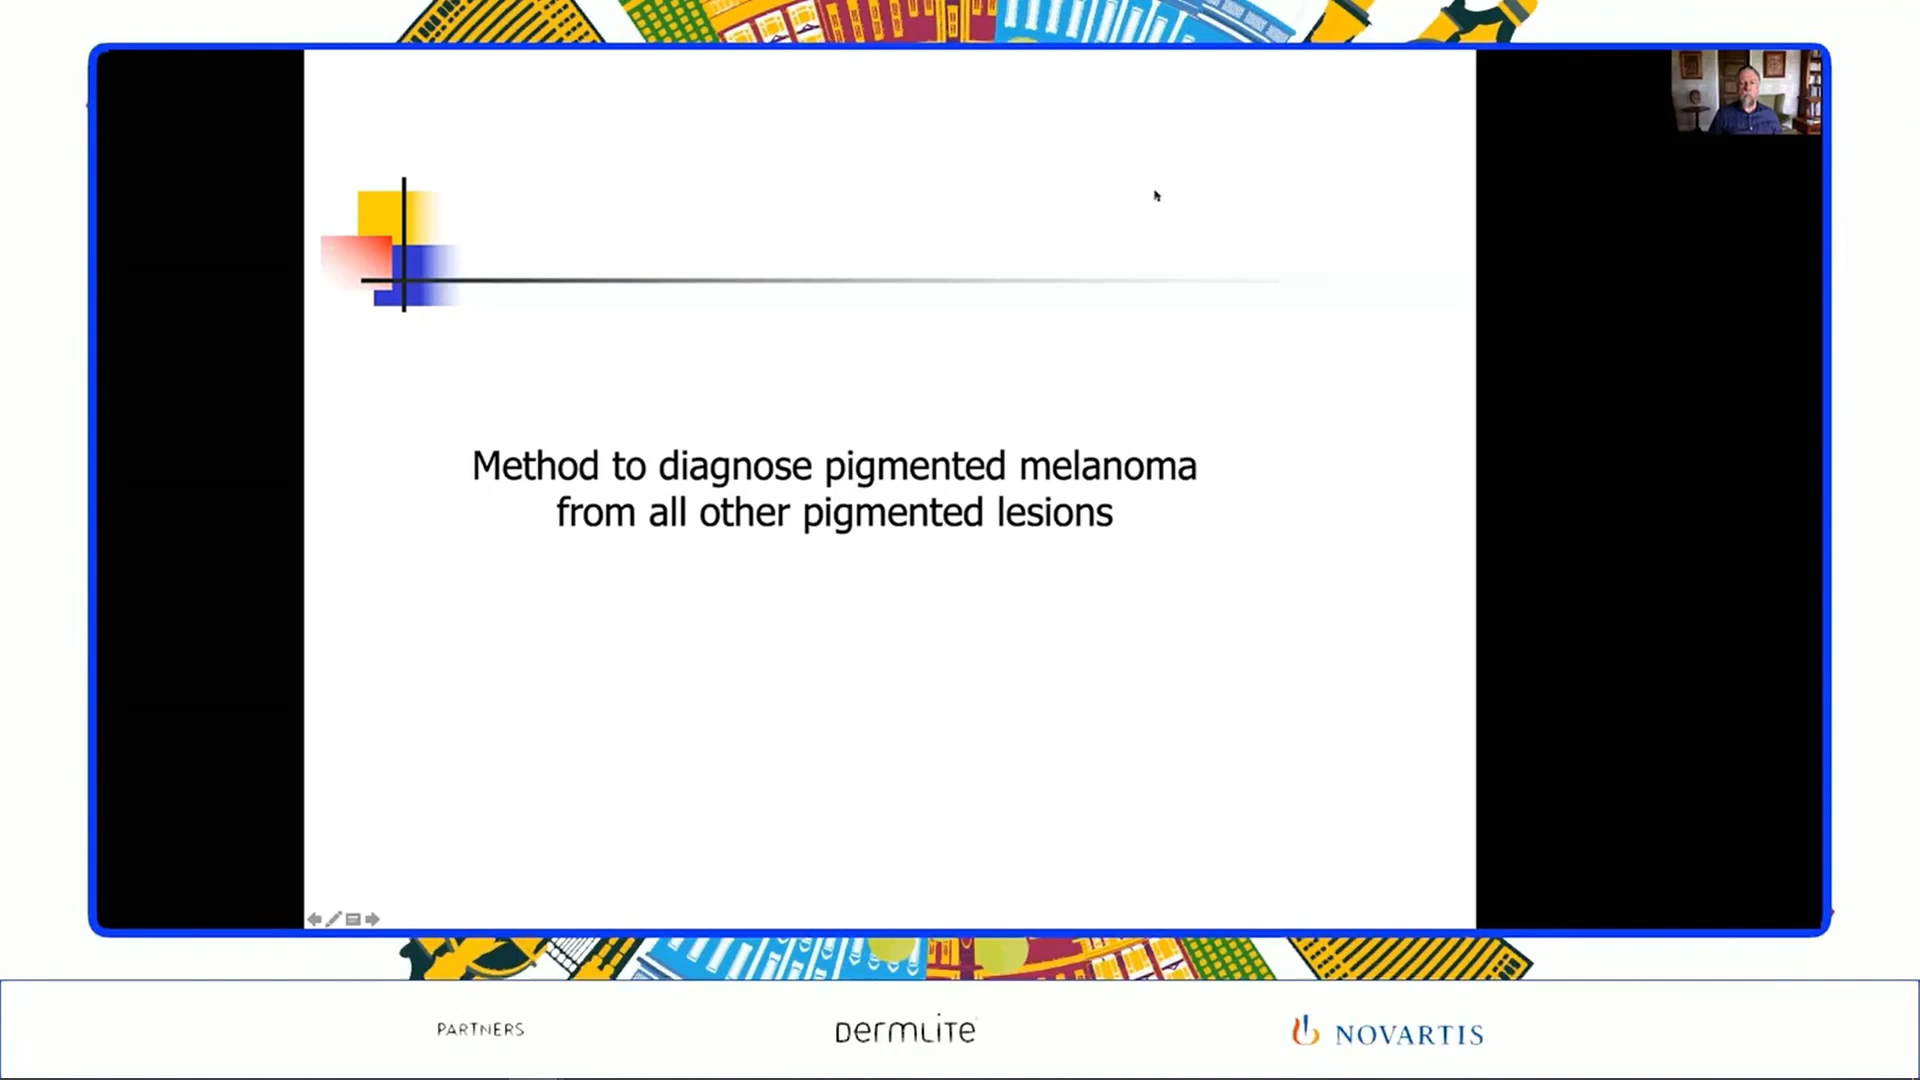 Method to diagnose pigmented melanoma
from all other pigmented lesions
PARTNERS
DERMLITE
NOVARTIS